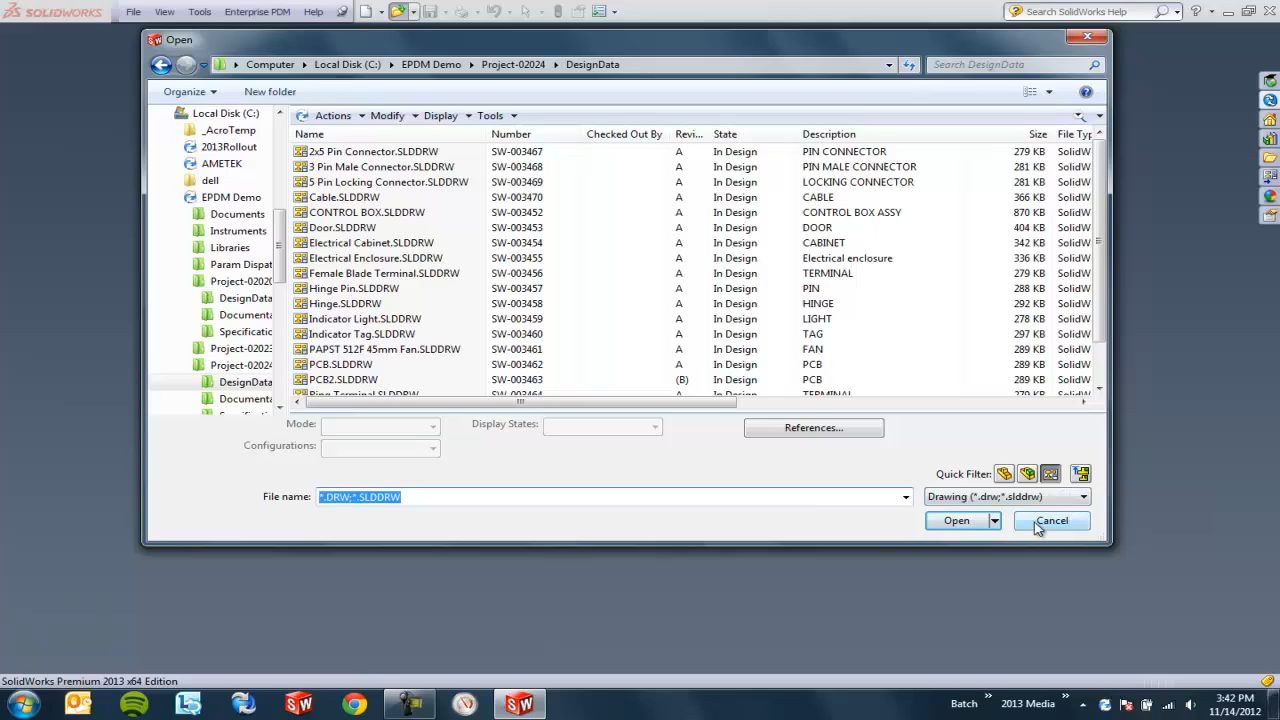 SOLIDWORKS File View Tools Enterprise PDM Help Search SolidWorks Help
Open
Computer Local Disk (C:) EPDM Demo Project-02024 DesignData Search DesignData
Organize New folder
Local Disk (C:) Actions Modify Display Tools
_AcroTemp Name Number Checked Out By Revi... State Description Size File Typ
2013Rollout 2x5 Pin Connector.SLDDRW SW-003467 A In Design PIN CONNECTOR 279 KB SolidW
AMETEK 3 Pin Male Connector.SLDDRW SW-003468 A In Design PIN MALE CONNECTOR 281 KB SolidW
dell 5 Pin Locking Connector.SLDDRW SW-003469 A In Design LOCKING CONNECTOR 281 KB SolidW
EPDM Demo Cable.SLDDRW SW-003470 A In Design CABLE 366 KB SolidW
Documents CONTROL BOX.SLDDRW SW-003452 A In Design CONTROL BOX ASSY 870 KB SolidW
Instruments Door.SLDDRW SW-003453 A In Design DOOR 404 KB SolidW
Libraries Electrical Cabinet.SLDDRW SW-003454 A In Design CABINET 342 KB SolidW
Param Dispat Electrical Enclosure.SLDDRW SW-003455 A In Design Electrical enclosure 336 KB SolidW
Project-0202( Female Blade Terminal.SLDDRW SW-003456 A In Design TERMINAL 279 KB SolidW
DesignData Hinge Pin.SLDDRW SW-003457 A In Design PIN 288 KB SolidW
Documenta Hinge.SLDDRW SW-003458 A In Design HINGE 292 KB SolidW
Specificatic Indicator Light.SLDDRW SW-003459 A In Design LIGHT 278 KB SolidW
Indicator Tag.SLDDRW SW-003460 A In Design TAG 297 KB SolidW
Project-02023 PAPST 512F 45mm Fan.SLDDRW SW-003461 A In Design FAN 289 KB SolidW
Project-02024 PCB.SLDDRW SW-003462 A In Design PCB 289 KB SolidW
DesignData PCB2.SLDDRW SW-003463 (B) In Design PCB 289 KB SolidW
Documenta Ring Terminal.SLDDRW SW-003464 A In Design TERMINAL 279 KB SolidW
Mode: Display States: References...
Configurations:
Quick Filter:
File name: *.DRW;*.SLDDRW Drawing (*.drw;*.slddrw)
Open Cancel
SolidWorks Premium 2013 x64 Edition
Batch » 2013 Media » 3:42 PM
11/14/2012